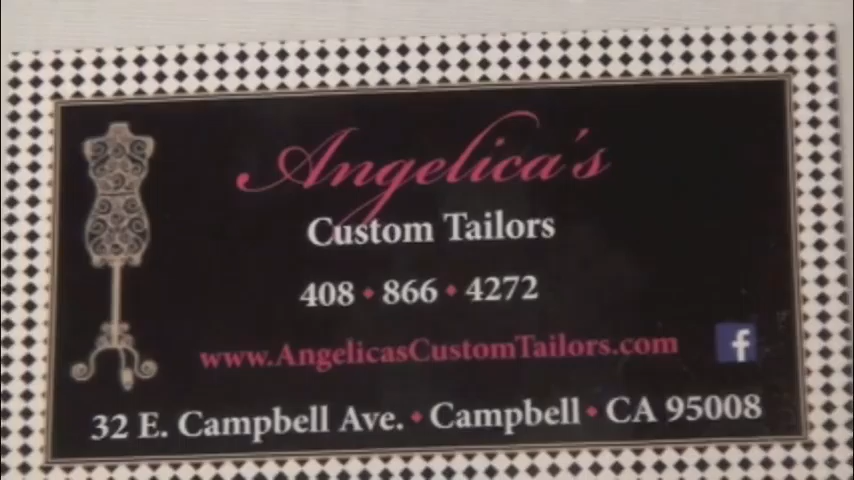 Angelica's
Custom Tailors
408 • 866 • 4272
www.AngelicasCustomTailors.com
f
32 E. Campbell Ave. • Campbell • CA 95008